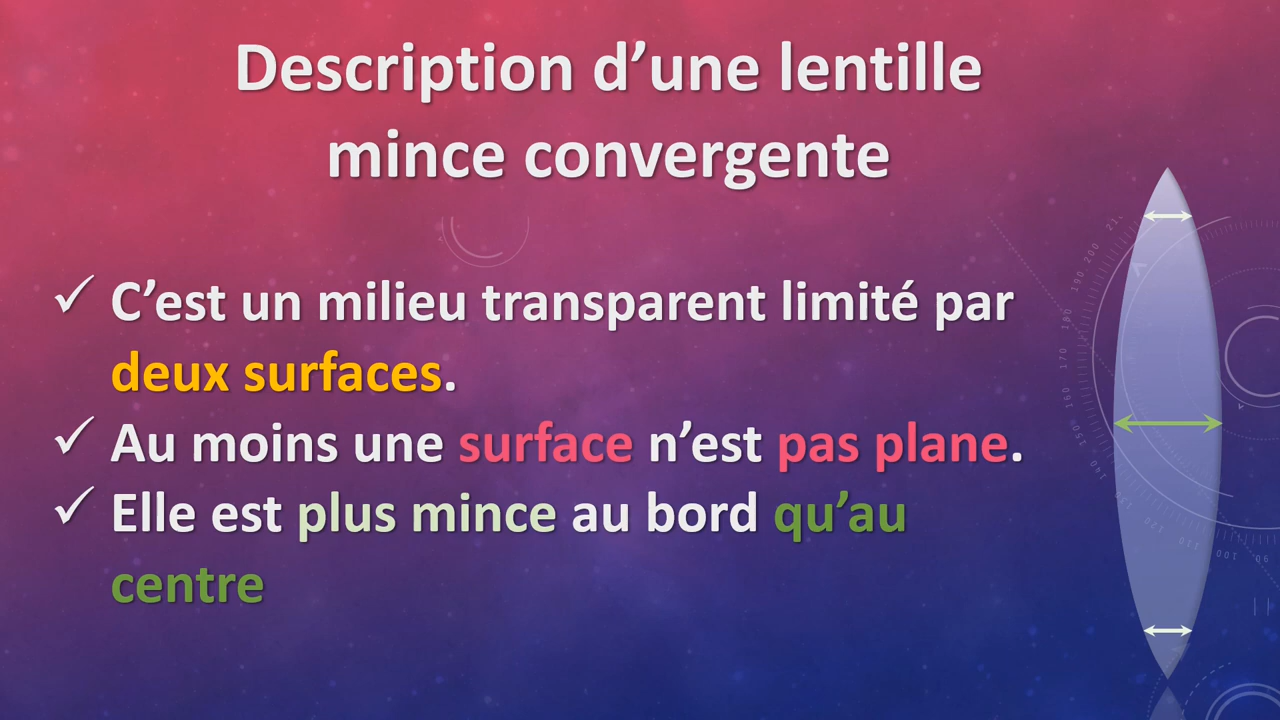 Description d’une lentille
mince convergente
✓ C’est un milieu transparent limité par
deux surfaces.
✓ Au moins une surface n’est pas plane.
✓ Elle est plus mince au bord qu’au
centre